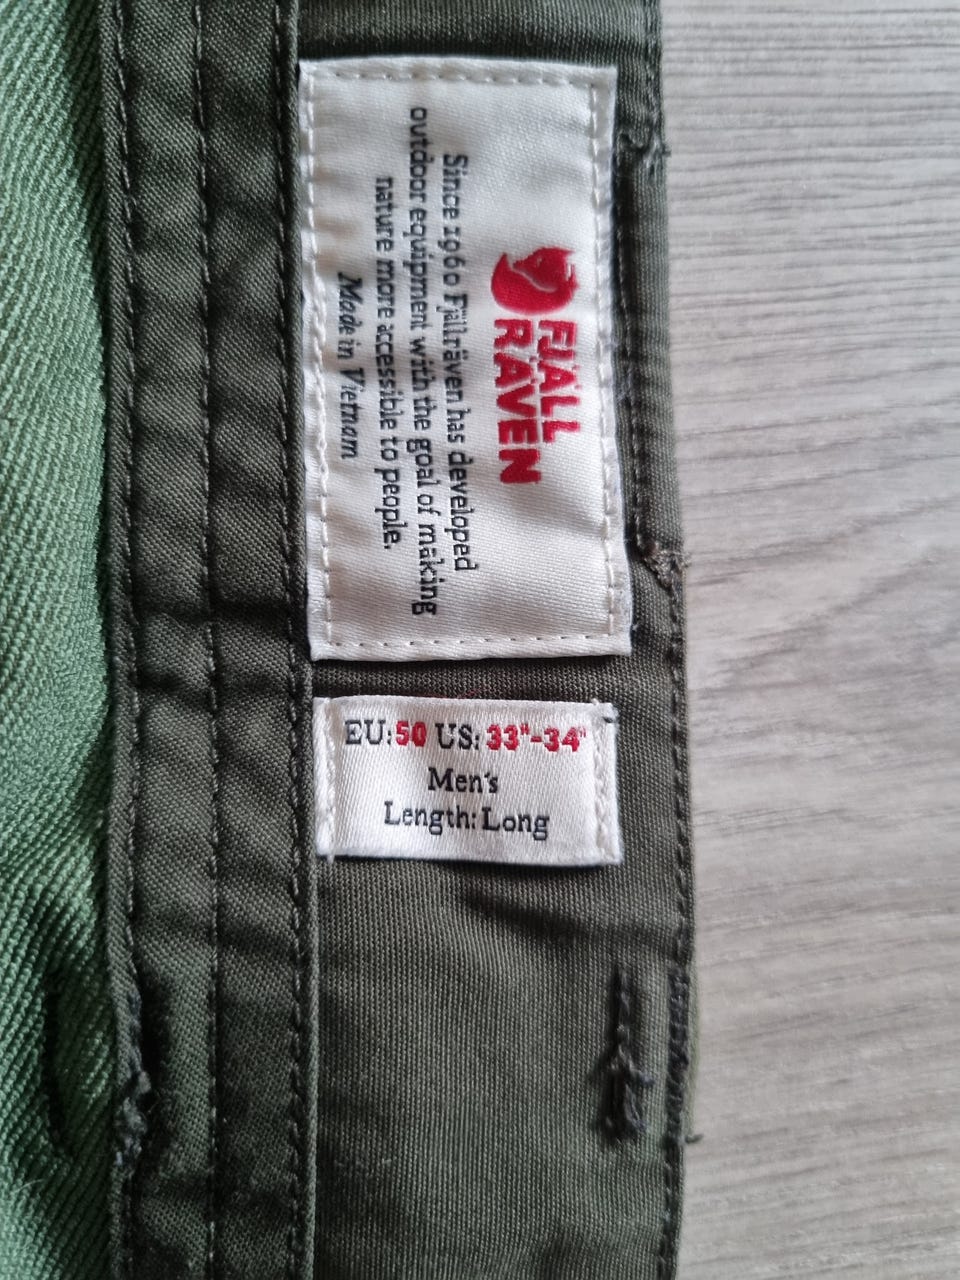 FJÄLL
RÄVEN
Since 1960 Fjällräven has developed
outdoor equipment with the goal of making
nature more accessible to people.
Made in Vietnam
EU: 50 US: 33"-34"
Men's
Length: Long